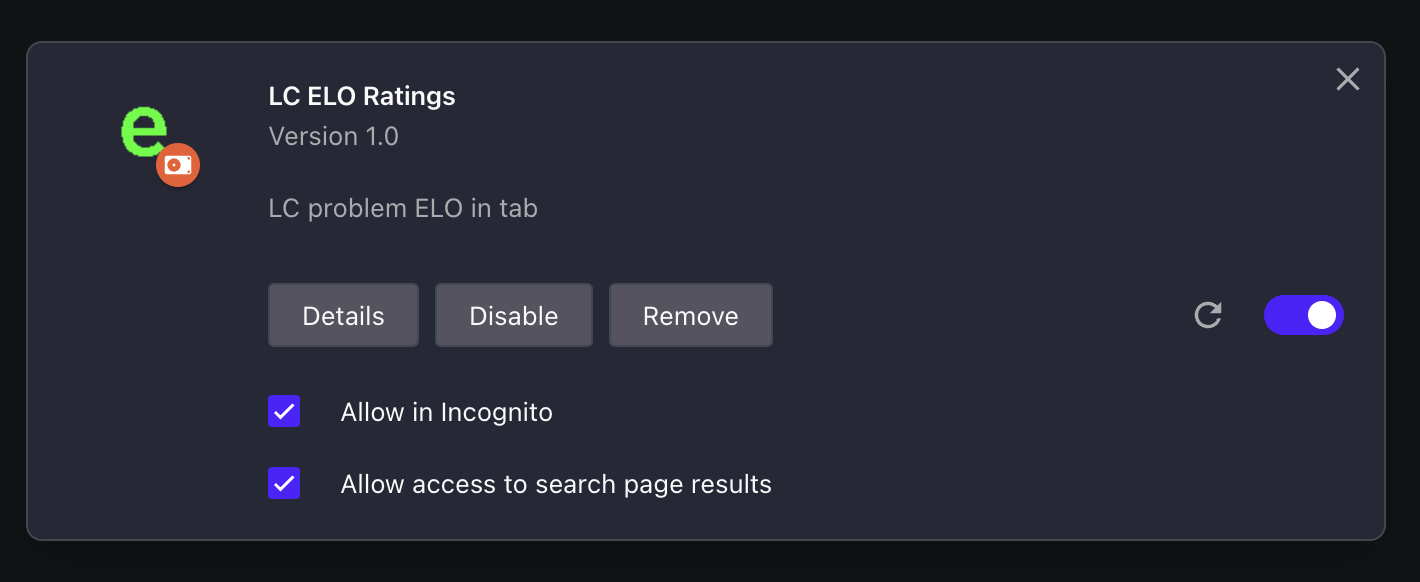 LC ELO Ratings
Version 1.0
LC problem ELO in tab
Details Disable Remove
Allow in Incognito
Allow access to search page results